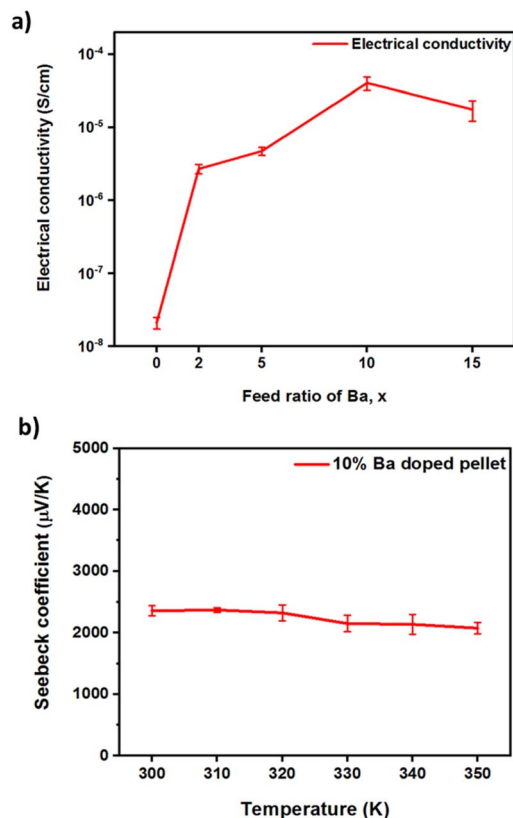 a)
Electrical conductivity
Electrical conductivity (S/cm)
10⁻⁴
10⁻⁵
10⁻⁶
10⁻⁷
10⁻⁸
0 2 5 10 15
Feed ratio of Ba, x
b)
10% Ba doped pellet
Seebeck coefficient (μV/K)
5000
4000
3000
2000
1000
0
300 310 320 330 340 350
Temperature (K)